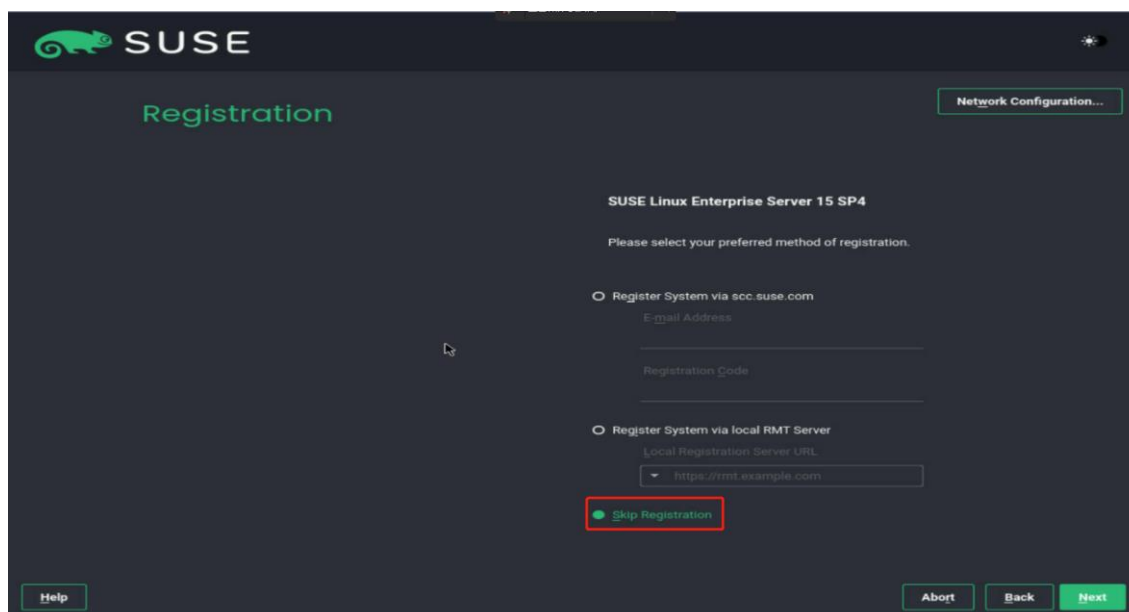 SUSE
Network Configuration...
Registration
SUSE Linux Enterprise Server 15 SP4
Please select your preferred method of registration.
Register System via scc.suse.com
E-mail Address
Registration Code
Register System via local RMT Server
Local Registration Server URL
https://rmt.example.com
Skip Registration
Help
Abort
Back
Next